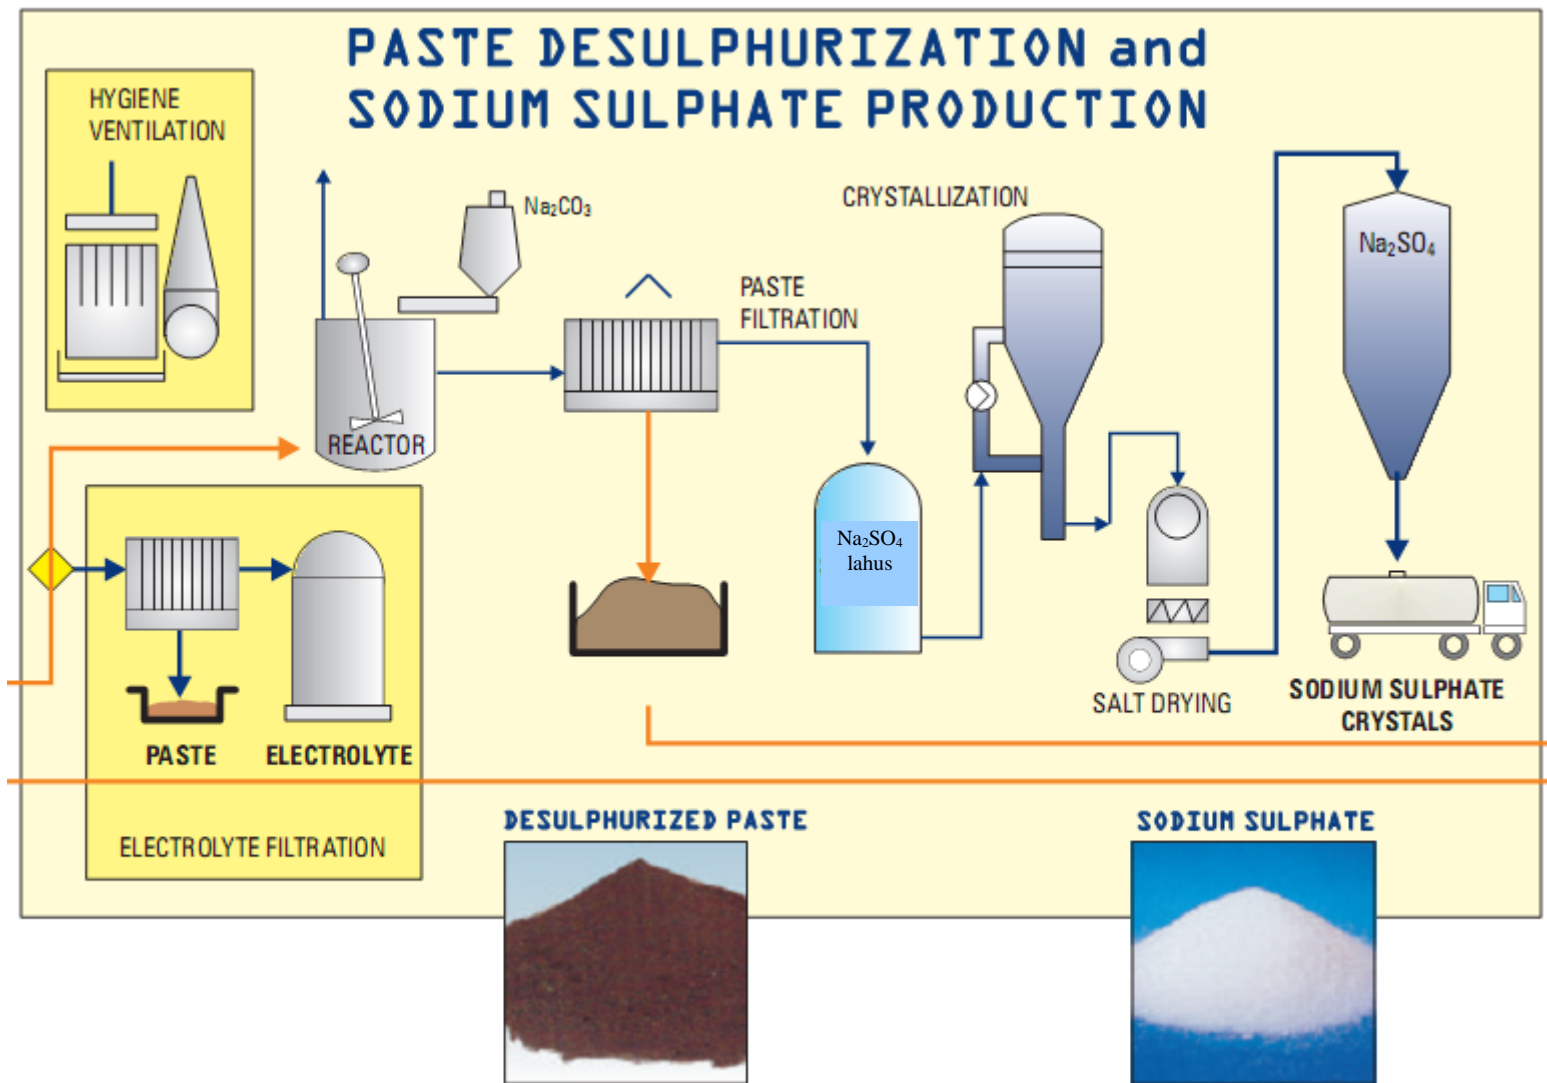 PASTE DESULPHURIZATION and
SODIUM SULPHATE PRODUCTION
HYGIENE
VENTILATION
Na₂CO₃
CRYSTALLIZATION
Na₂SO₄
PASTE
FILTRATION
REACTOR
Na₂SO₄
lahus
SALT DRYING
SODIUM SULPHATE
CRYSTALS
PASTE
ELECTROLYTE
ELECTROLYTE FILTRATION
DESULPHURIZED PASTE
SODIUM SULPHATE